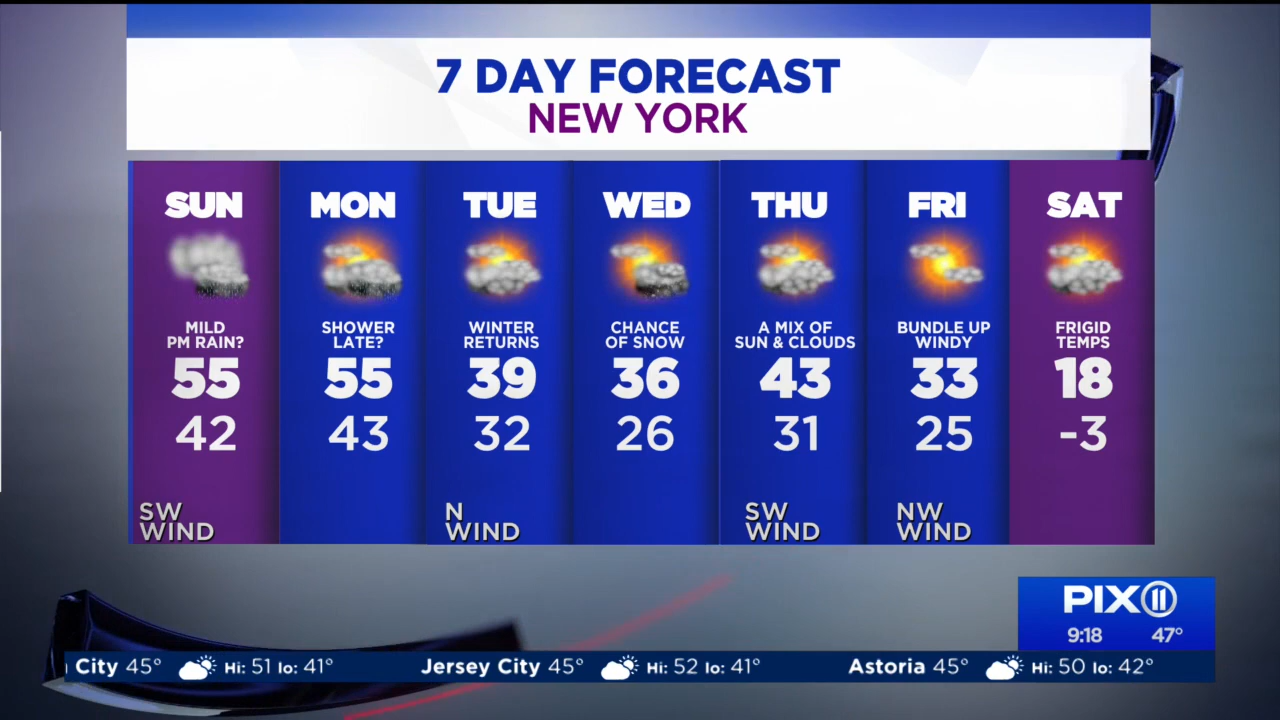 7 DAY FORECAST
NEW YORK
SUN
MILD
PM RAIN?
55
42
SW
WIND
MON
SHOWER
LATE?
55
43
TUE
WINTER
RETURNS
39
32
N
WIND
WED
CHANCE
OF SNOW
36
26
THU
A MIX OF
SUN & CLOUDS
43
31
SW
WIND
FRI
BUNDLE UP
WINDY
33
25
NW
WIND
SAT
FRIGID
TEMPS
18
-3
PIX 11
9:18 47°
City 45° Hi: 51 lo: 41° Jersey City 45° Hi: 52 lo: 41° Astoria 45° Hi: 50 lo: 42°